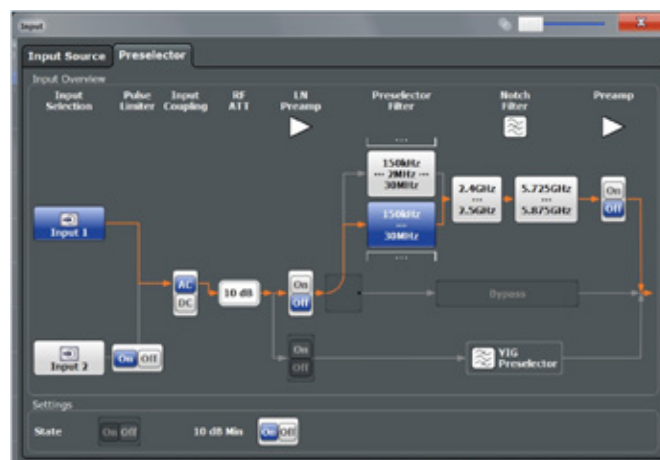 Input
Input Source Preselector
Input Overview
Input Selection Pulse Limiter Input Coupling RF ATT LN Preamp Preselector Filter Notch Filter Preamp
...
150kHz
... 2MHz ...
30MHz
150kHz
...
30MHz
...
2.4GHz
...
2.5GHz
5.725GHz
...
5.875GHz
On
Off
Input 1
AC
DC
10 dB
On
Off
Bypass
Input 2
On Off
On
Off
YIG Preselector
Settings
State On Off 10 dB Min On Off